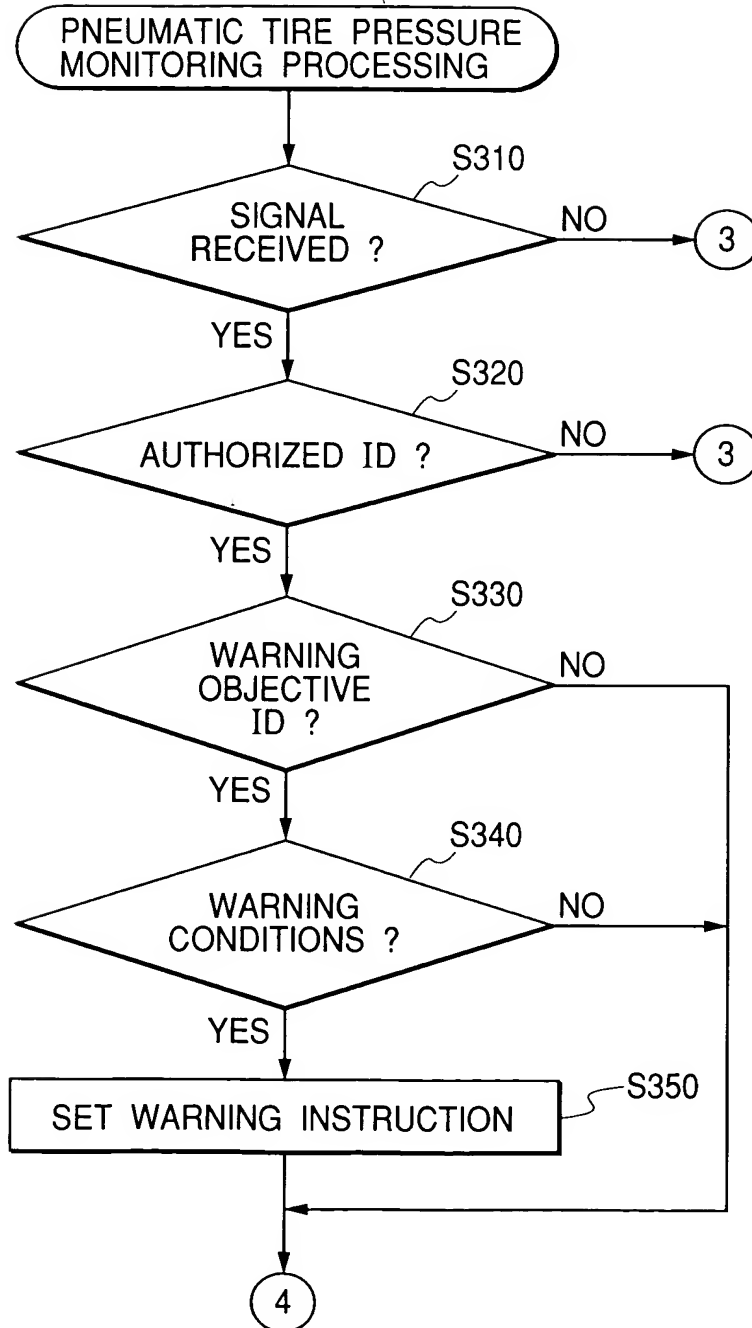 PNEUMATIC TIRE PRESSURE
MONITORING PROCESSING
S310
SIGNAL
RECEIVED ?
NO
3
YES
S320
AUTHORIZED ID ?
NO
3
YES
S330
WARNING
OBJECTIVE
ID ?
NO
YES
S340
WARNING
CONDITIONS ?
NO
YES
S350
SET WARNING INSTRUCTION
4